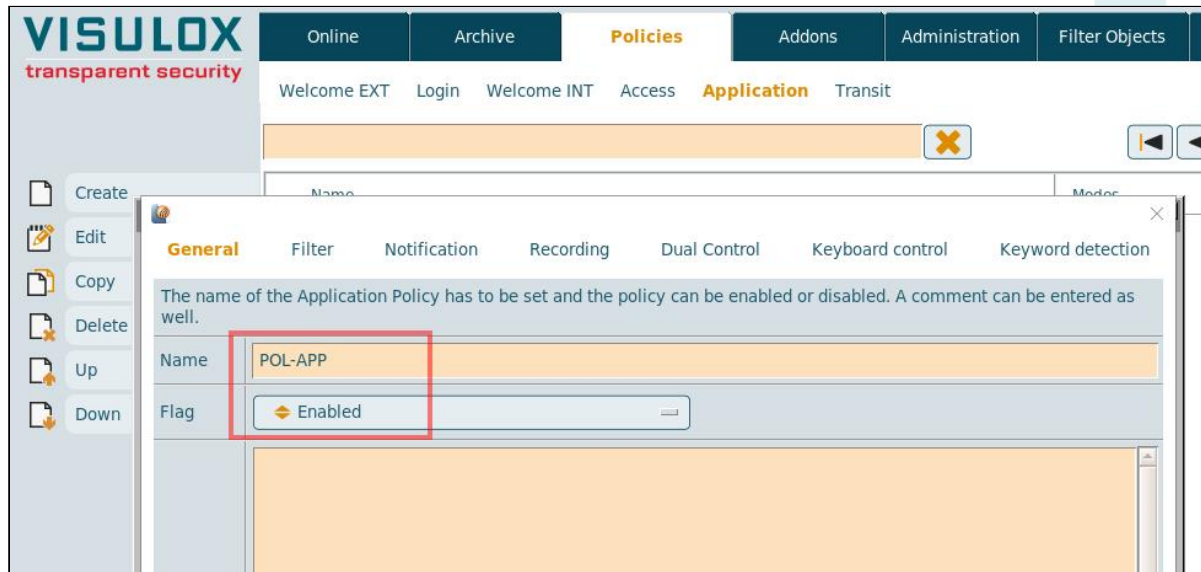 VISULOX
transparent security
Online Archive Policies Addons Administration Filter Objects
Welcome EXT Login Welcome INT Access Application Transit
Name Modes
Create
Edit
Copy
Delete
Up
Down
General Filter Notification Recording Dual Control Keyboard control Keyword detection
The name of the Application Policy has to be set and the policy can be enabled or disabled. A comment can be entered as
well.
Name POL-APP
Flag Enabled